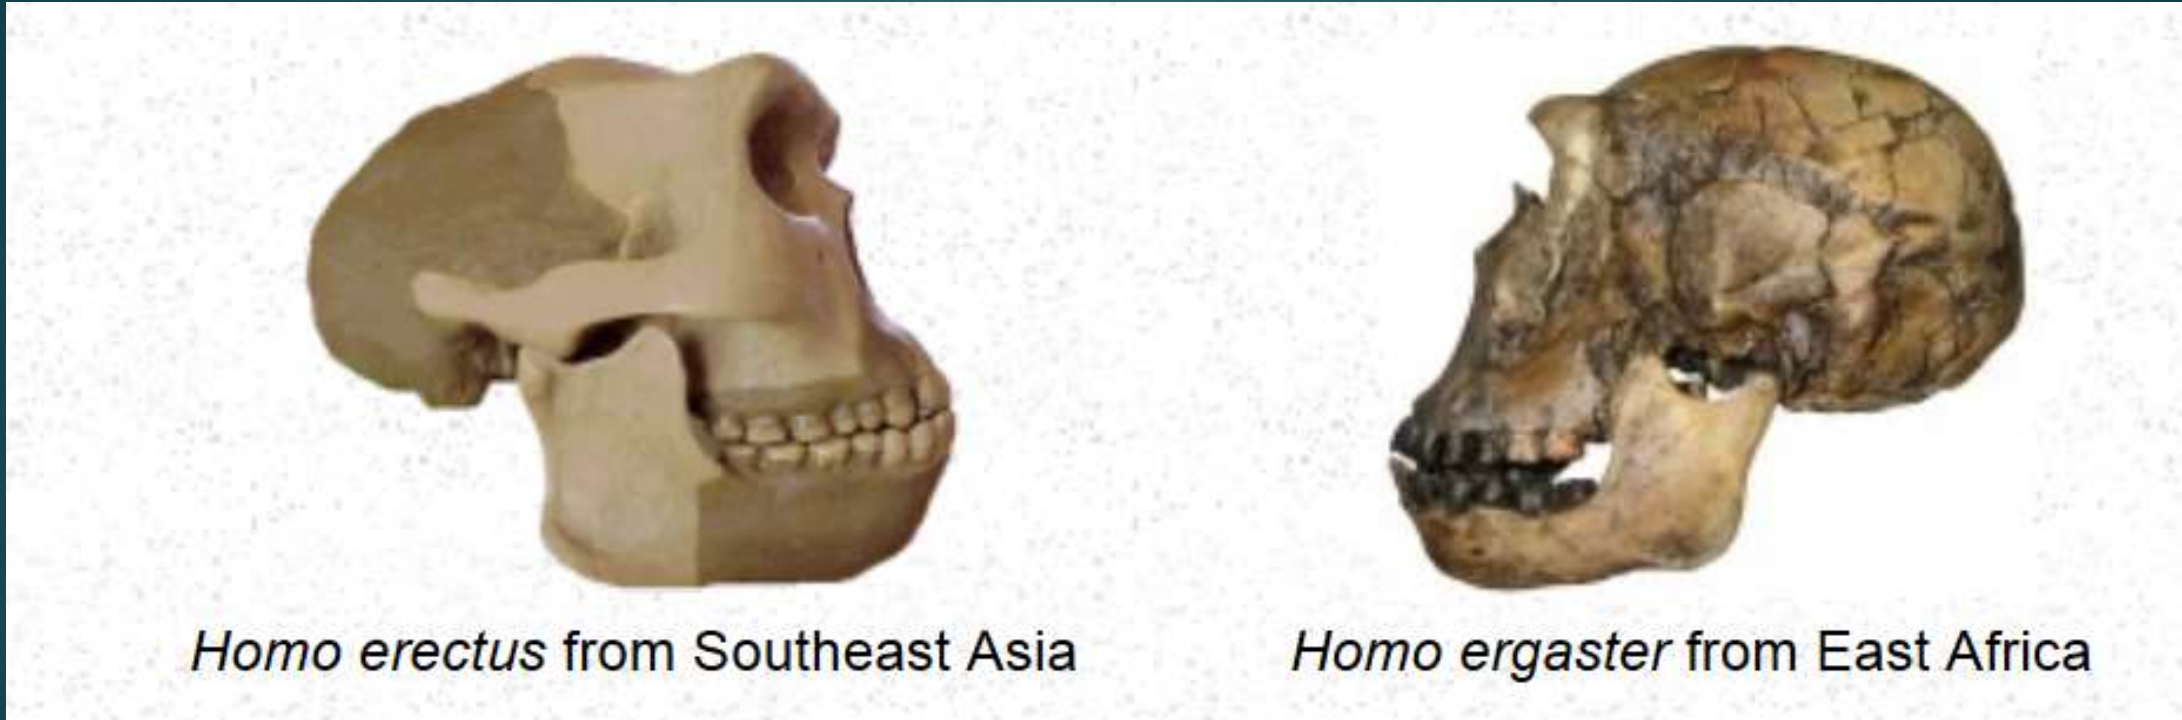 Homo erectus from Southeast Asia
Homo ergaster from East Africa